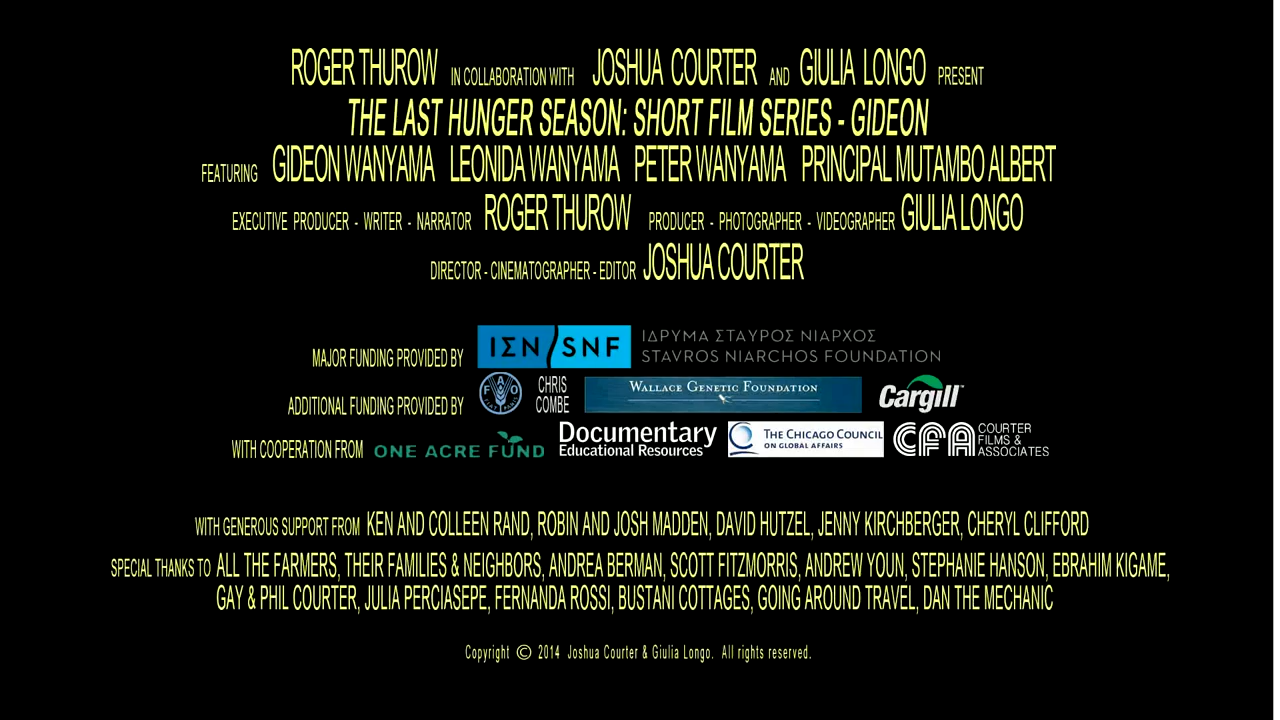 ROGER THUROW IN COLLABORATION WITH JOSHUA COURTER AND GIULIA LONGO PRESENT
THE LAST HUNGER SEASON: SHORT FILM SERIES - GIDEON
FEATURING GIDEON WANYAMA LEONIDA WANYAMA PETER WANYAMA PRINCIPAL MUTAMBO ALBERT
EXECUTIVE PRODUCER - WRITER - NARRATOR ROGER THUROW PRODUCER - PHOTOGRAPHER - VIDEOGRAPHER GIULIA LONGO
DIRECTOR - CINEMATOGRAPHER - EDITOR JOSHUA COURTER
MAJOR FUNDING PROVIDED BY ΙΣΝ/SNF ΙΔΡΥΜΑ ΣΤΑΥΡΟΣ ΝΙΑΡΧΟΣ
STAVROS NIARCHOS FOUNDATION
ADDITIONAL FUNDING PROVIDED BY FAO FIAT PANIS CHRIS COMBE WALLACE GENETIC FOUNDATION Cargill™
WITH COOPERATION FROM ONE ACRE FUND Documentary Educational Resources® THE CHICAGO COUNCIL ON GLOBAL AFFAIRS CFA COURTER FILMS & ASSOCIATES
WITH GENEROUS SUPPORT FROM KEN AND COLLEEN RAND, ROBIN AND JOSH MADDEN, DAVID HUTZEL, JENNY KIRCHBERGER, CHERYL CLIFFORD
SPECIAL THANKS TO ALL THE FARMERS, THEIR FAMILIES & NEIGHBORS, ANDREA BERMAN, SCOTT FITZMORRIS, ANDREW YOUN, STEPHANIE HANSON, EBRAHIM KIGAME,
GAY & PHIL COURTER, JULIA PERCIASEPE, FERNANDA ROSSI, BUSTANI COTTAGES, GOING AROUND TRAVEL, DAN THE MECHANIC
Copyright © 2014 Joshua Courter & Giulia Longo. All rights reserved.